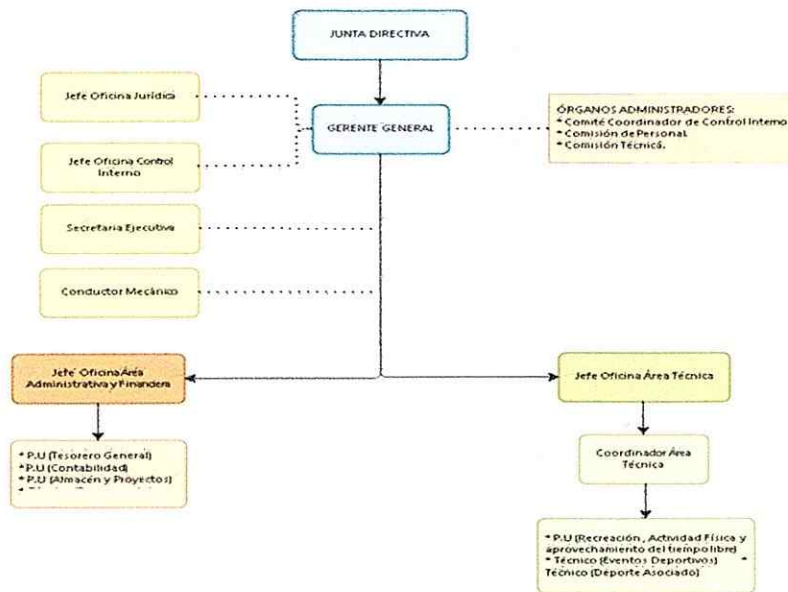 JUNTA DIRECTIVA
Jefe Oficina Jurídica
GERENTE GENERAL
ÓRGANOS ADMINISTRADORES:
* Comité Coordinador de Control Interno
* Comisión de Personal.
* Comisión Técnica.
Jefe Oficina Control
Interno
Secretaria Ejecutiva
Conductor Mecánico
Jefe Oficina Área
Administrativa y Financiera
Jefe Oficina Área Técnica
* P.U (Tesorero General)
* P.U (Contabilidad)
* P.U (Almacén y Proyectos)
Coordinador Área
Técnica
* P.U (Recreación, Actividad Física y
aprovechamiento del tiempo libre)
* Técnico (Eventos Deportivos) *
Técnico (Deporte Asociado)